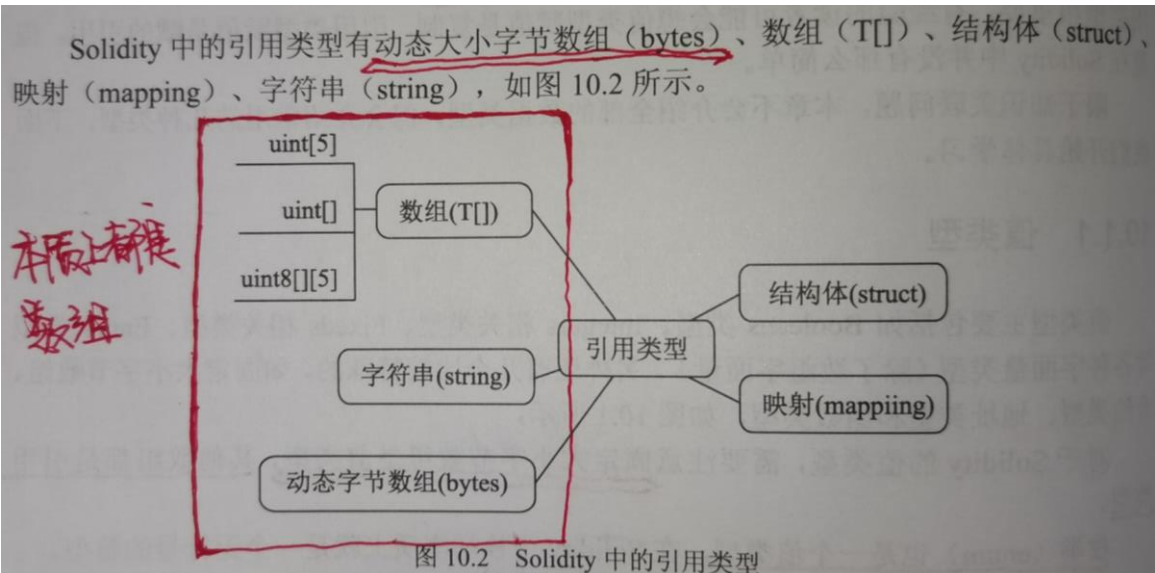 Solidity 中的引用类型有动态大小字节数组（bytes）、数组（T[]）、结构体（struct）、
映射（mapping）、字符串（string），如图 10.2 所示。
uint[5]
uint[]
数组(T[])
uint8[][5]
本质上都是
数组
结构体(struct)
引用类型
字符串(string)
映射(mappiing)
动态字节数组(bytes)
图 10.2 Solidity 中的引用类型